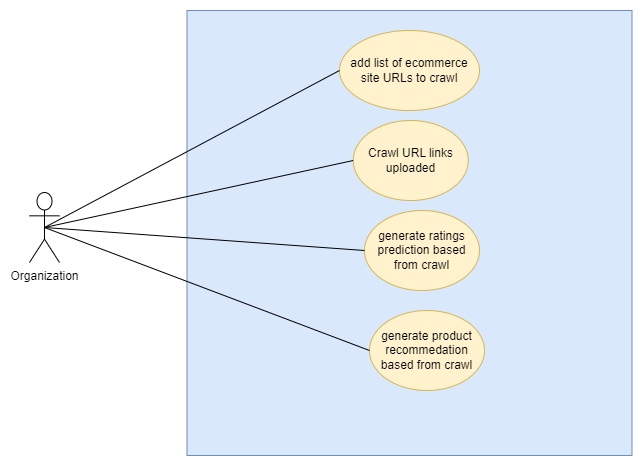 add list of ecommerce
site URLs to crawl
Crawl URL links
uploaded
generate ratings
prediction based
from crawl
Organization
generate product
recommedation
based from crawl